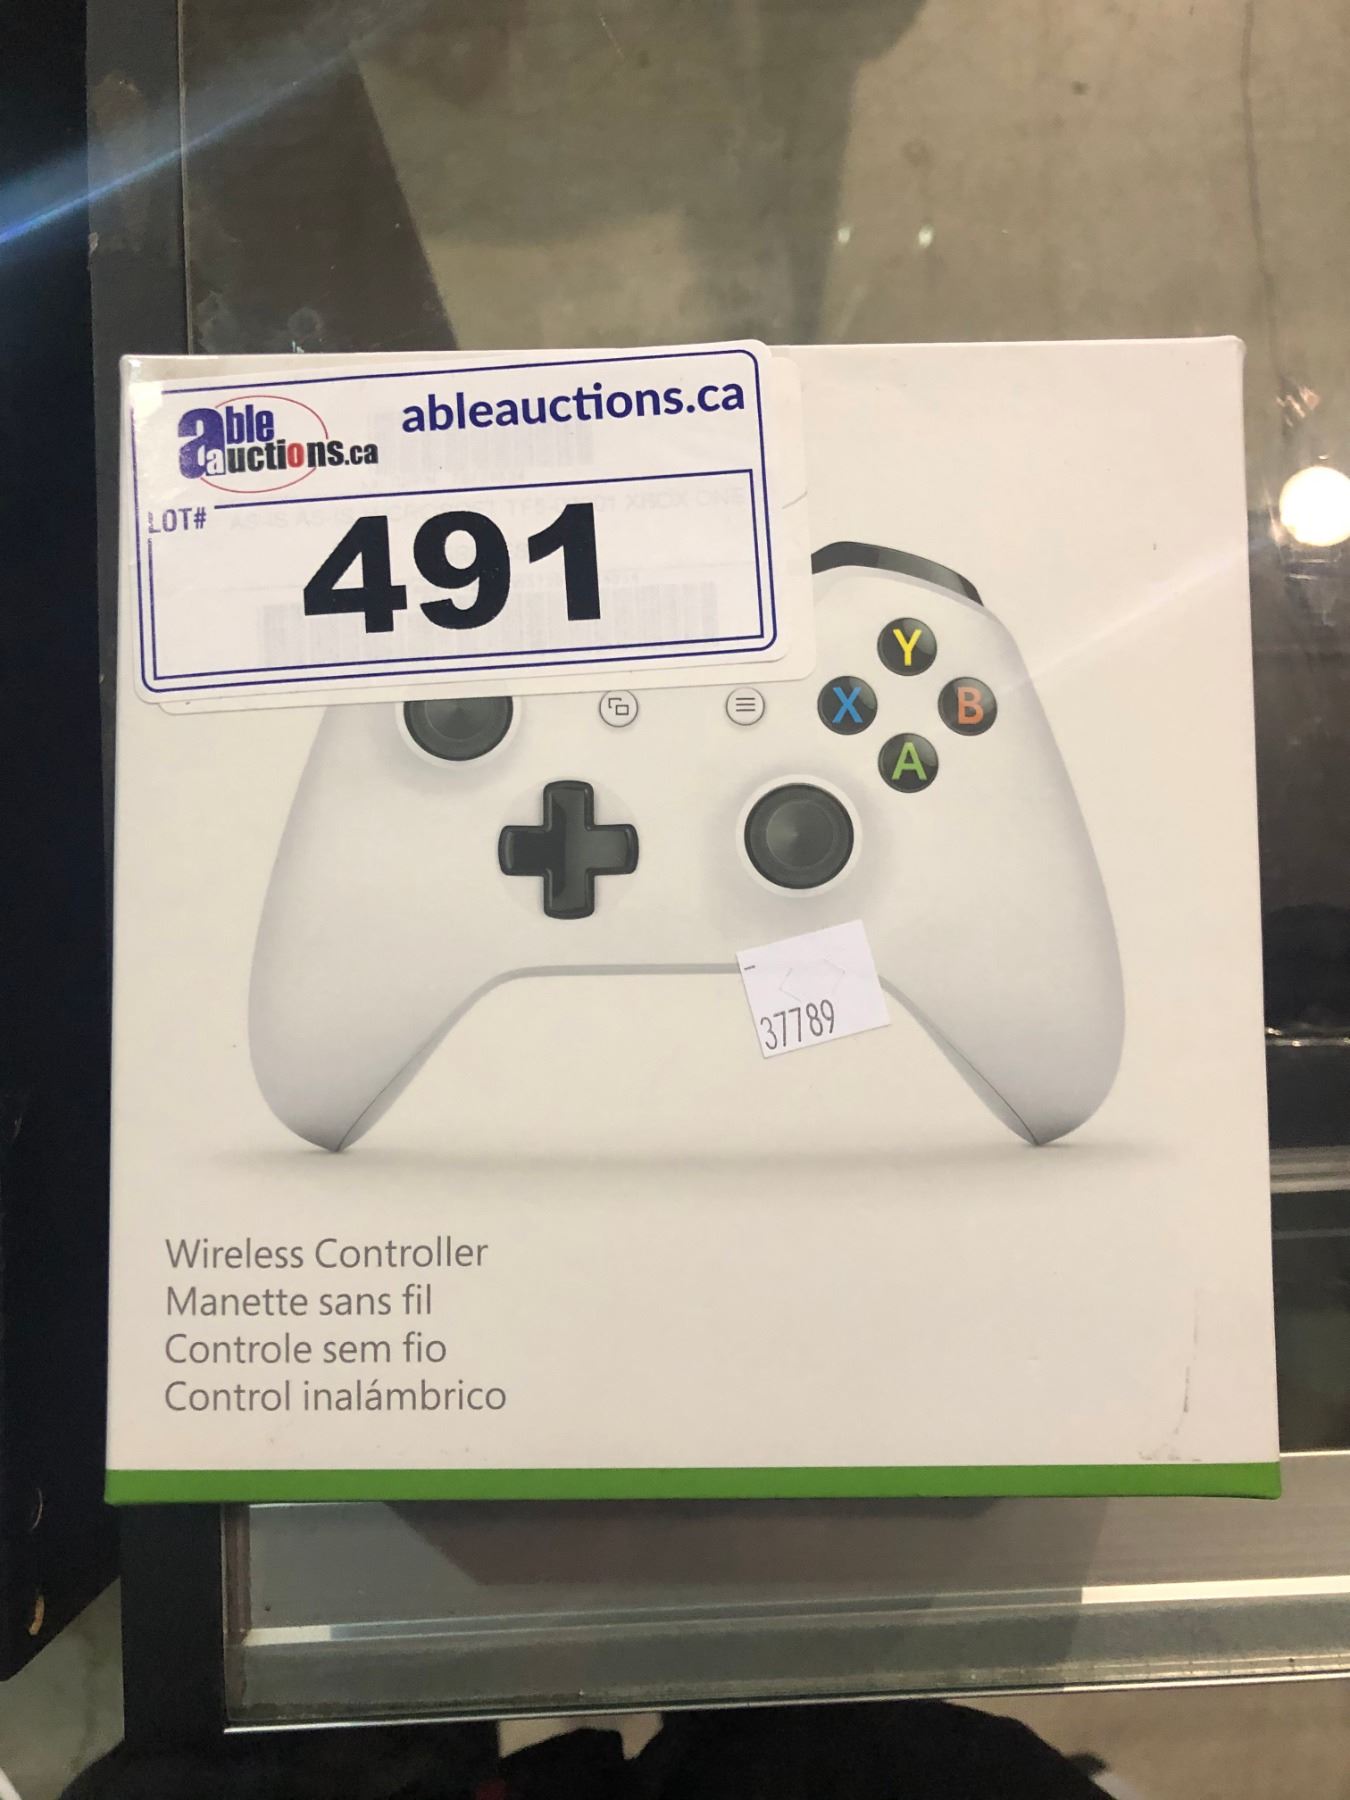 able auctions.ca
ableauctions.ca
LOT#
491
Y
X
B
A
37789
Wireless Controller
Manette sans fil
Controle sem fio
Control inalámbrico